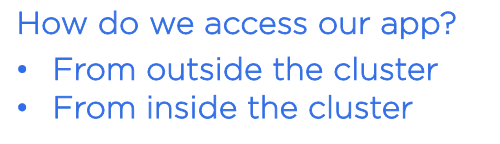 How do we access our app?
• From outside the cluster
• From inside the cluster